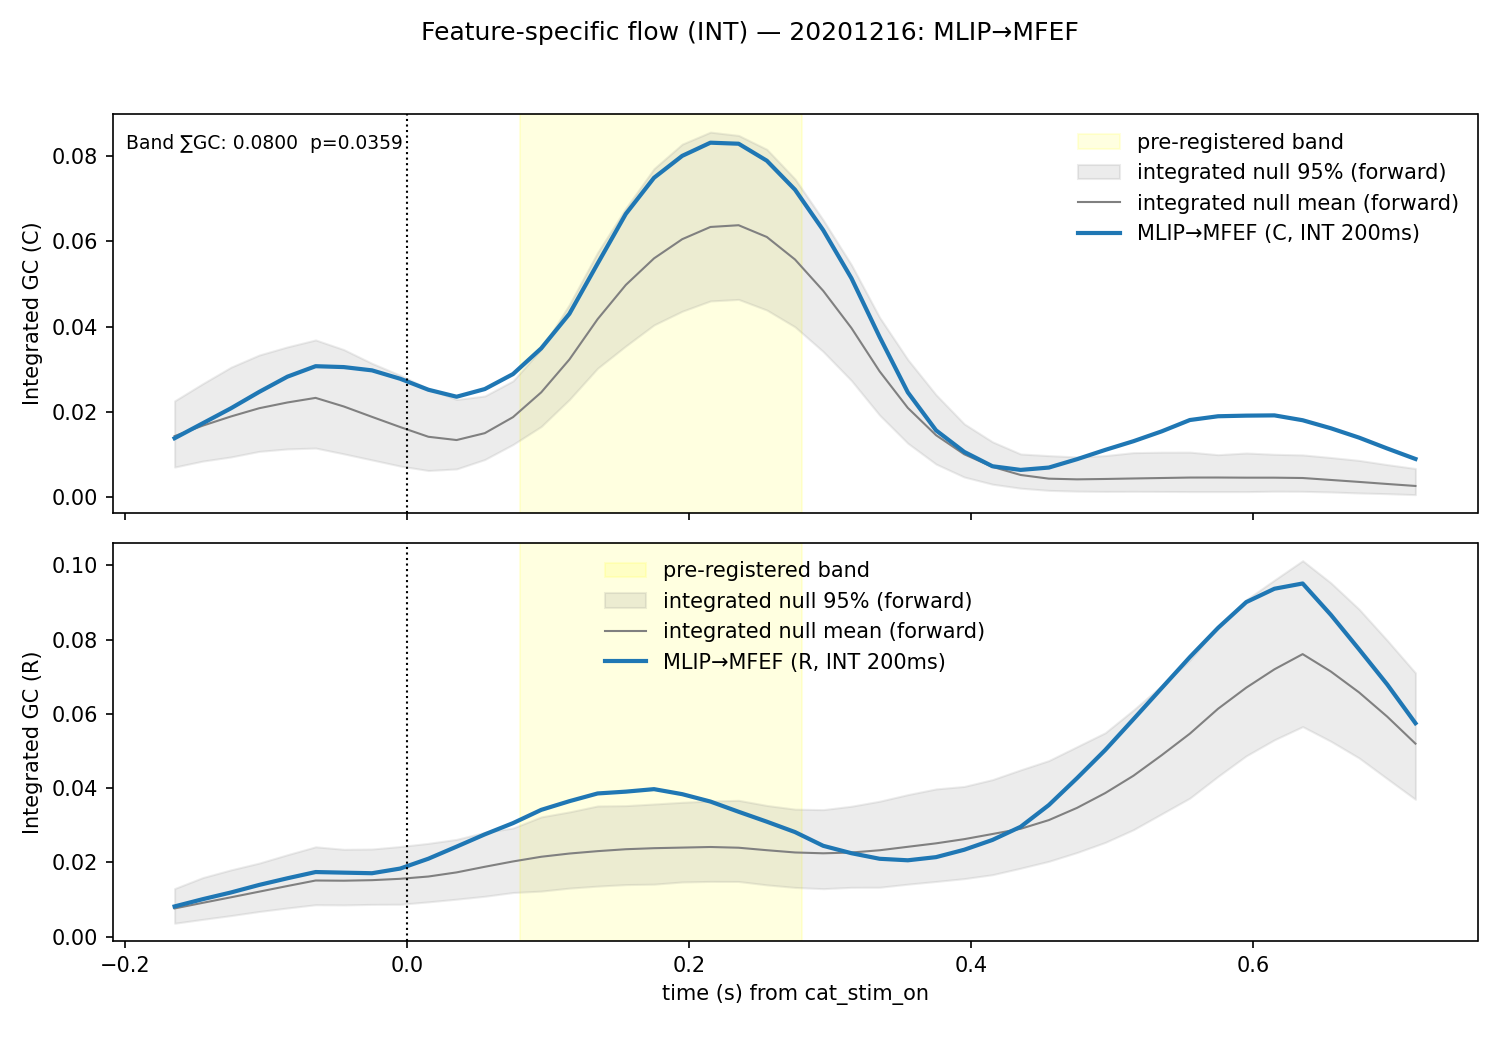 Feature-specific flow (INT) — 20201216: MLIP→MFEF
Band ∑GC: 0.0800  p=0.0359
pre-registered band
integrated null 95% (forward)
integrated null mean (forward)
MLIP→MFEF (C, INT 200ms)
Integrated GC (C)
0.08
0.06
0.04
0.02
0.00
pre-registered band
integrated null 95% (forward)
integrated null mean (forward)
MLIP→MFEF (R, INT 200ms)
Integrated GC (R)
0.10
0.08
0.06
0.04
0.02
0.00
−0.2 0.0 0.2 0.4 0.6
time (s) from cat_stim_on